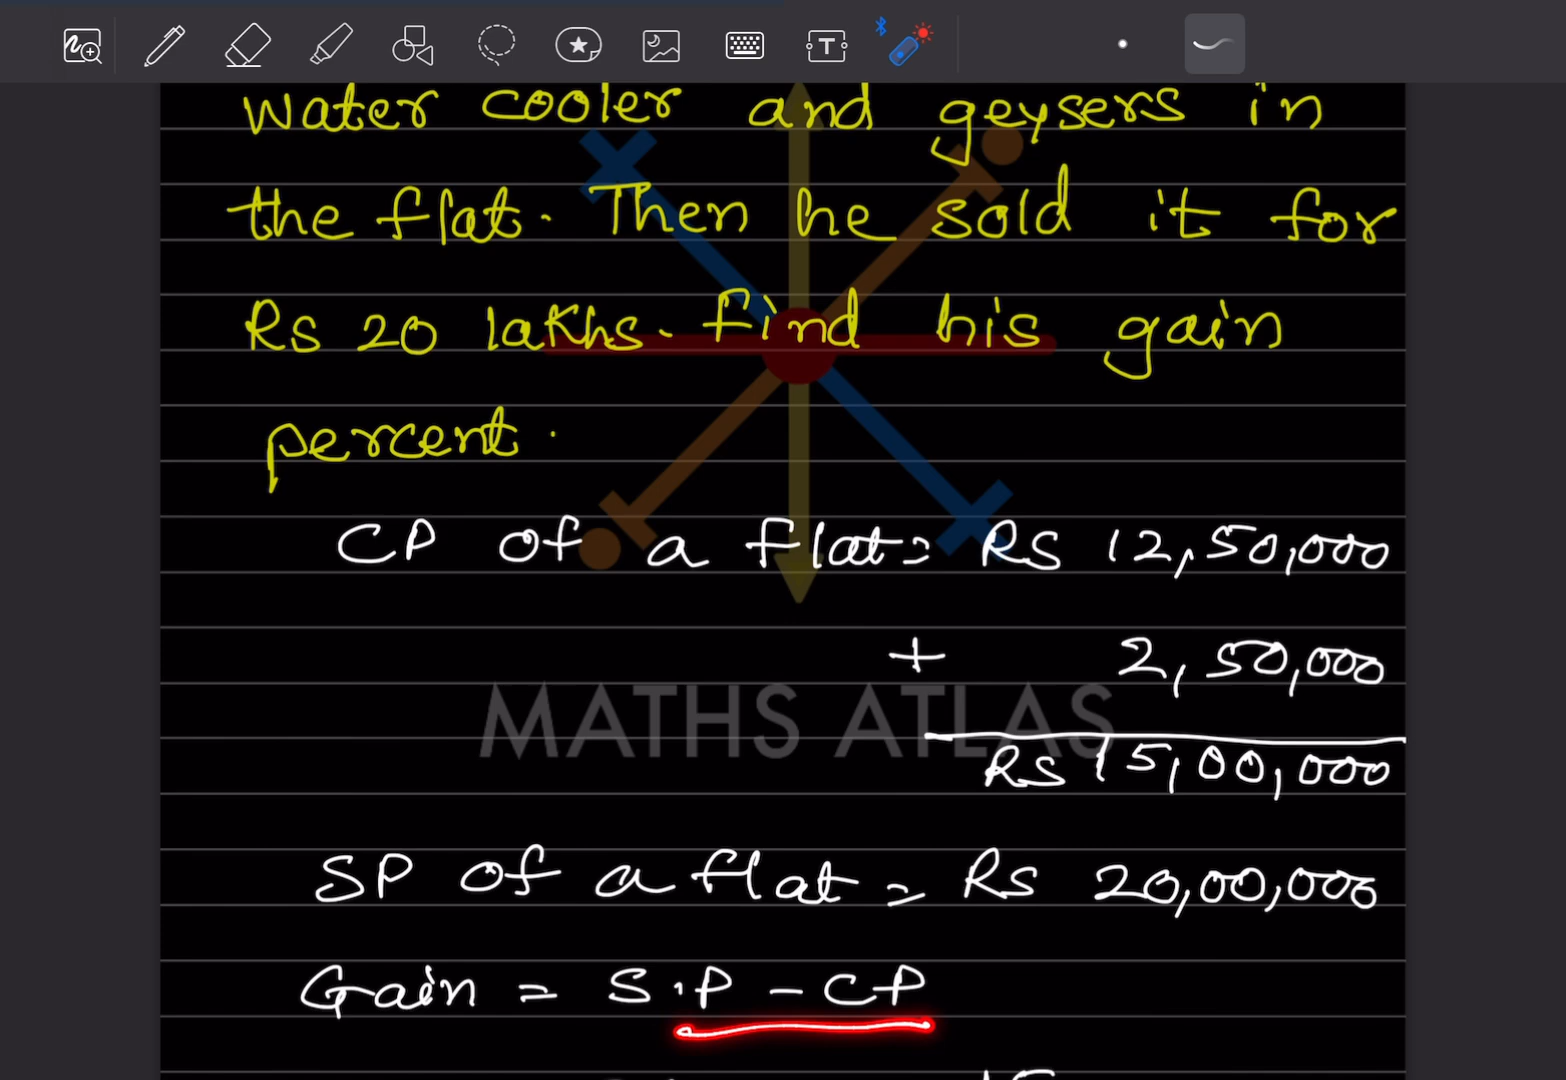 water cooler and geysers in
the flat. Then he sold it for
Rs 20 lakhs. find his gain
percent.
CP of a flat = Rs 12,50,000
+ 2,50,000
MATHS ATLAS
Rs 15,00,000
SP of a flat = Rs 20,00,000
Gain = S.P - CP